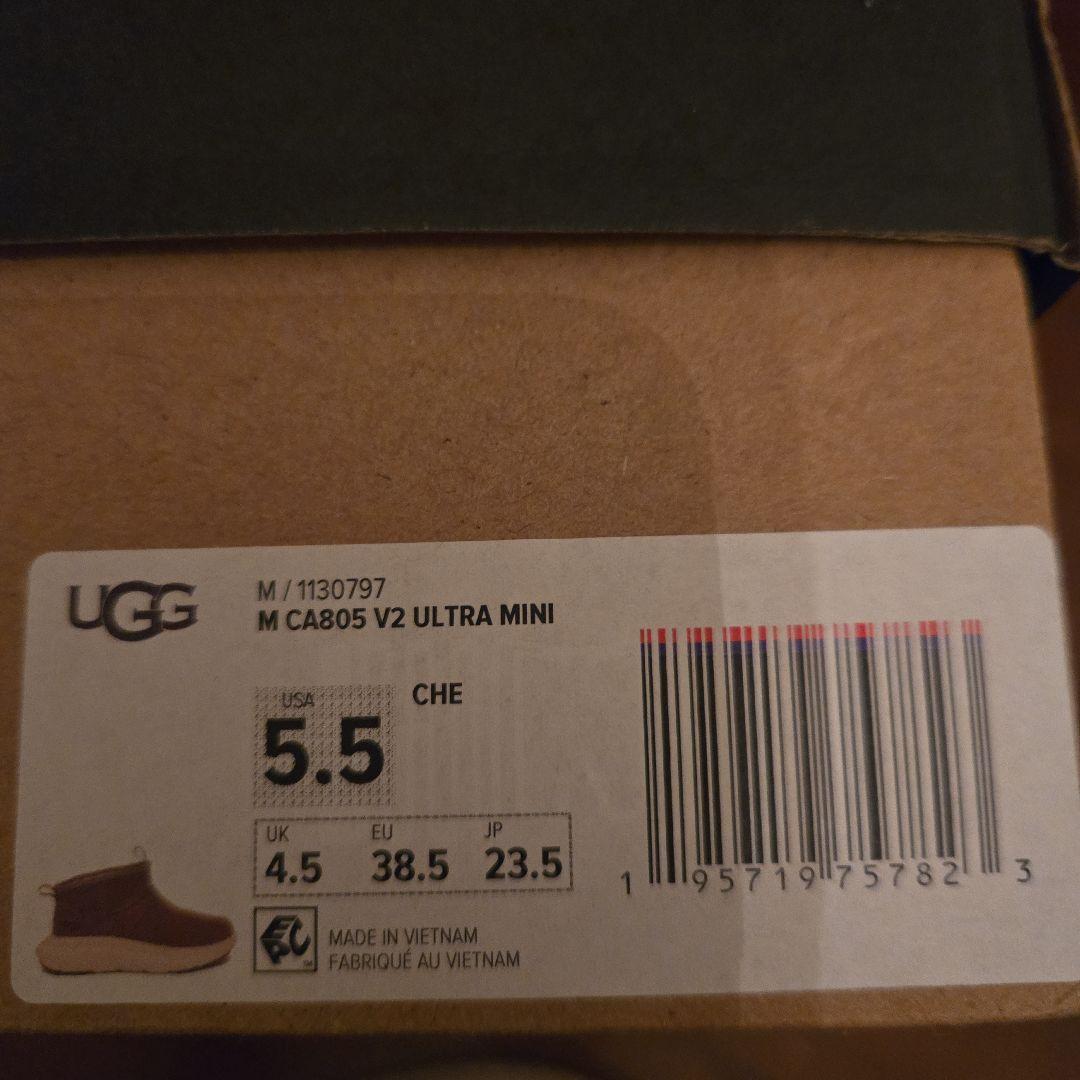 UGG
M / 1130797
M CA805 V2 ULTRA MINI
USA
5.5
CHE
UK EU JP
4.5 38.5 23.5
1 95719 75782 3
MADE IN VIETNAM
FABRIQUÉ AU VIETNAM